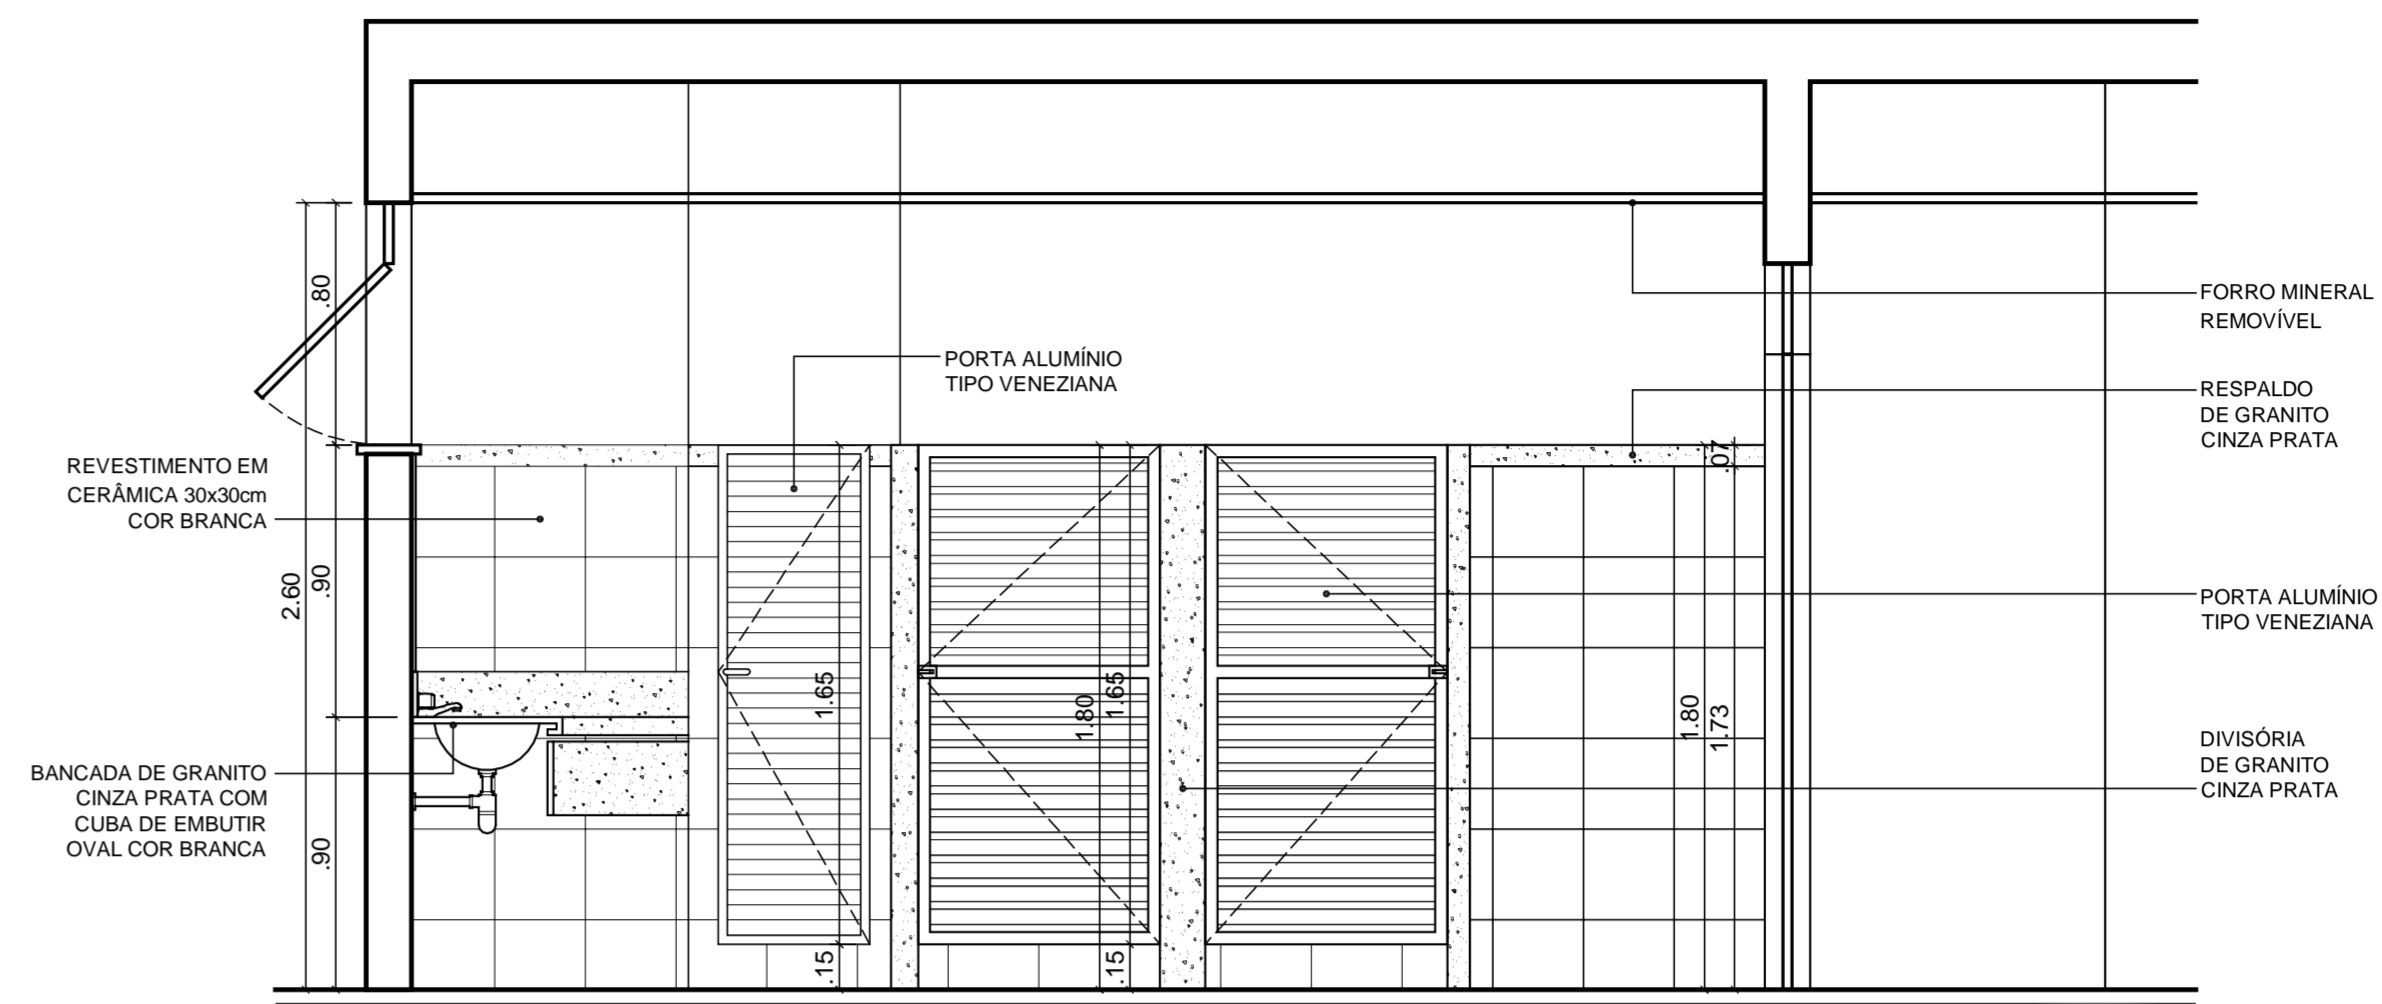 .80
2.60
.90
.90
REVESTIMENTO EM
CERÂMICA 30x30cm
COR BRANCA
BANCADA DE GRANITO
CINZA PRATA COM
CUBA DE EMBUTIR
OVAL COR BRANCA
PORTA ALUMÍNIO
TIPO VENEZIANA
1.65
.15
1.80
1.65
.15
.07
1.80
1.73
FORRO MINERAL
REMOVÍVEL
RESPALDO
DE GRANITO
CINZA PRATA
PORTA ALUMÍNIO
TIPO VENEZIANA
DIVISÓRIA
DE GRANITO
CINZA PRATA